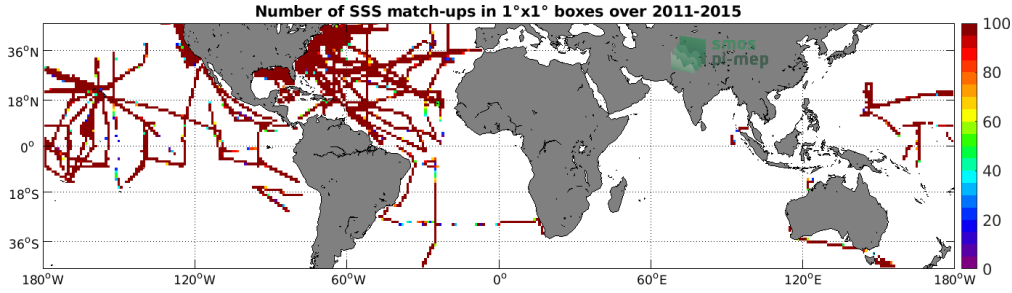 Number of SSS match-ups in 1°x1° boxes over 2011-2015
36°N
18°N
0°
18°S
36°S
180°W
120°W
60°W
0°
60°E
120°E
180°W
100
80
60
40
20
0
smos
pi-mep